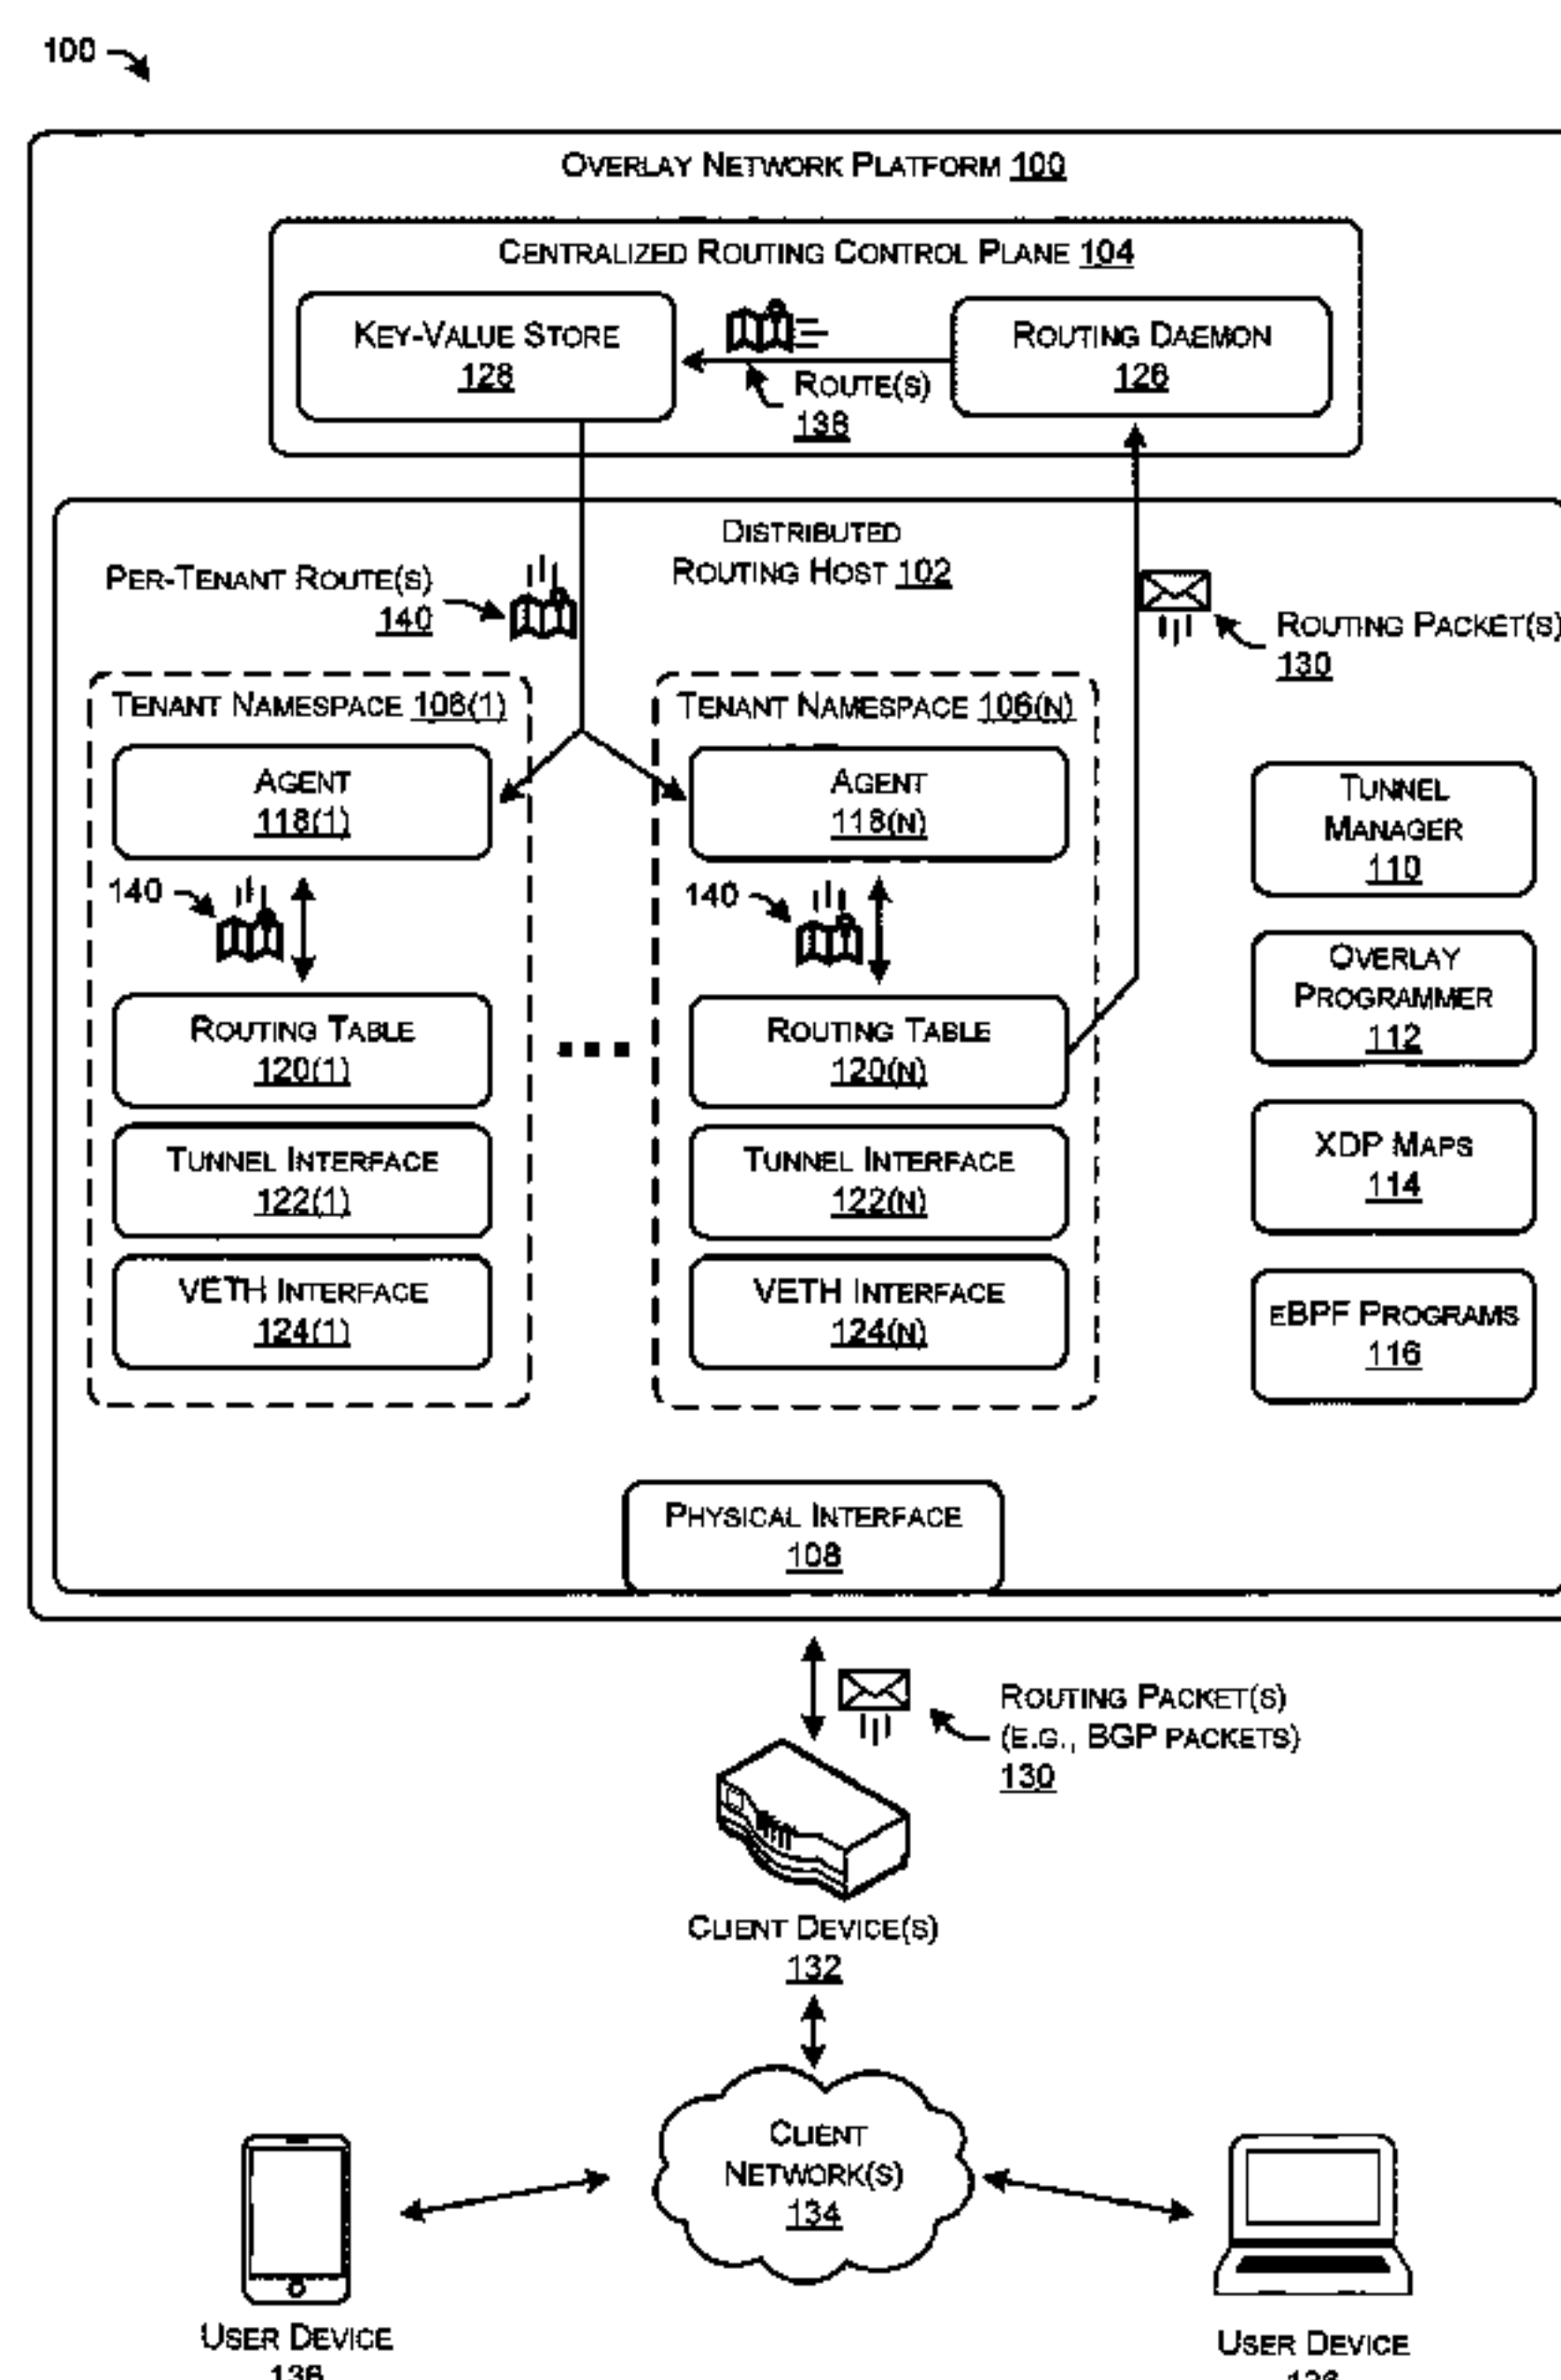 100
OVERLAY NETWORK PLATFORM 100
CENTRALIZED ROUTING CONTROL PLANE 104
KEY-VALUE STORE
128
ROUTE(S)
138
ROUTING DAEMON
126
DISTRIBUTED
ROUTING HOST 102
PER-TENANT ROUTE(S)
140
ROUTING PACKET(S)
130
TENANT NAMESPACE 106(1)
AGENT
118(1)
140
ROUTING TABLE
120(1)
TUNNEL INTERFACE
122(1)
VETH INTERFACE
124(1)
TENANT NAMESPACE 106(N)
AGENT
118(N)
140
ROUTING TABLE
120(N)
TUNNEL INTERFACE
122(N)
VETH INTERFACE
124(N)
TUNNEL
MANAGER
110
OVERLAY
PROGRAMMER
112
XDP MAPS
114
eBPF PROGRAMS
116
PHYSICAL INTERFACE
108
ROUTING PACKET(S)
(E.G., BGP PACKETS)
130
CLIENT DEVICE(S)
132
CLIENT
NETWORK(S)
134
USER DEVICE
136
USER DEVICE
136